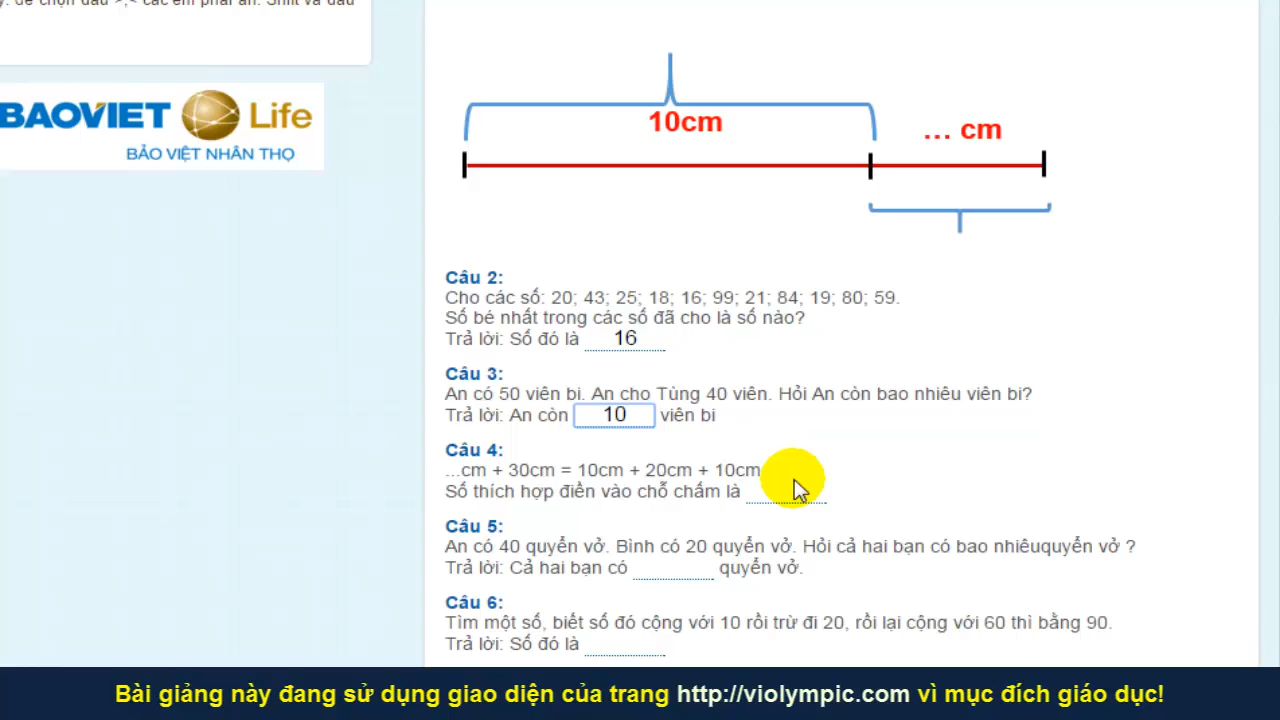 BAOVIET Life
BẢO VIỆT NHÂN THỌ
10cm
... cm
Câu 2:
Cho các số: 20; 43; 25; 18; 16; 99; 21; 84; 19; 80; 59.
Số bé nhất trong các số đã cho là số nào?
Trả lời: Số đó là 16
Câu 3:
An có 50 viên bi. An cho Tùng 40 viên. Hỏi An còn bao nhiêu viên bi?
Trả lời: An còn 10 viên bi
Câu 4:
...cm + 30cm = 10cm + 20cm + 10cm
Số thích hợp điền vào chỗ chấm là
Câu 5:
An có 40 quyển vở. Bình có 20 quyển vở. Hỏi cả hai bạn có bao nhiêuquyển vở ?
Trả lời: Cả hai bạn có quyển vở.
Câu 6:
Tìm một số, biết số đó cộng với 10 rồi trừ đi 20, rồi lại cộng với 60 thì bằng 90.
Trả lời: Số đó là
Bài giảng này đang sử dụng giao diện của trang http://violympic.com vì mục đích giáo dục!